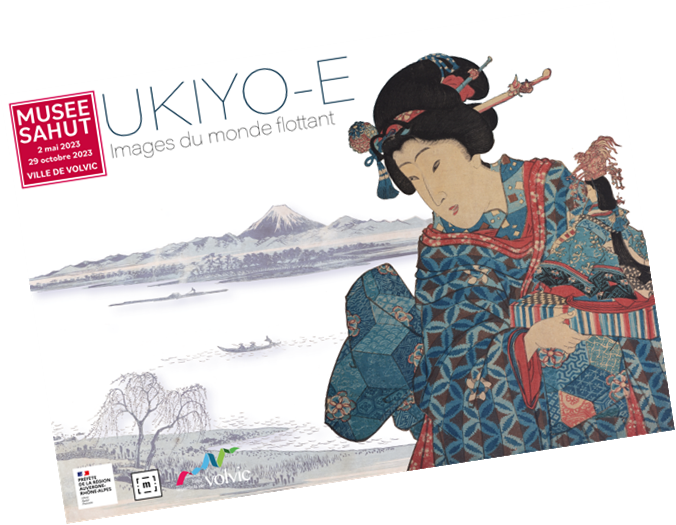 MUSEE
SAHUT
2 mai 2023
29 octobre 2023
VILLE DE VOLVIC
UKIYO-E
Images du monde flottant
PRÉFÈTE
DE LA RÉGION
AUVERGNE-
RHÔNE-ALPES
m
volvic